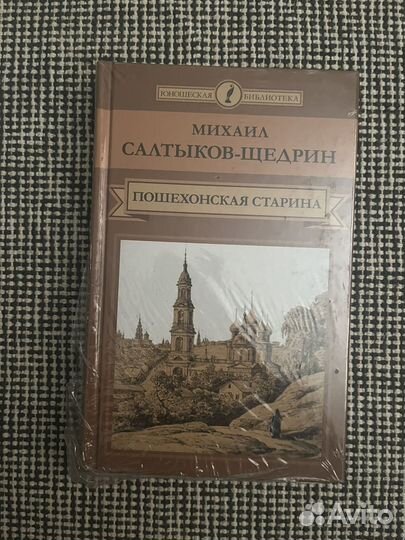 ЮНОШЕСКАЯ БИБЛИОТЕКА
МИХАИЛ
САЛТЫКОВ-ЩЕДРИН
ПОШЕХОНСКАЯ СТАРИНА
Avito